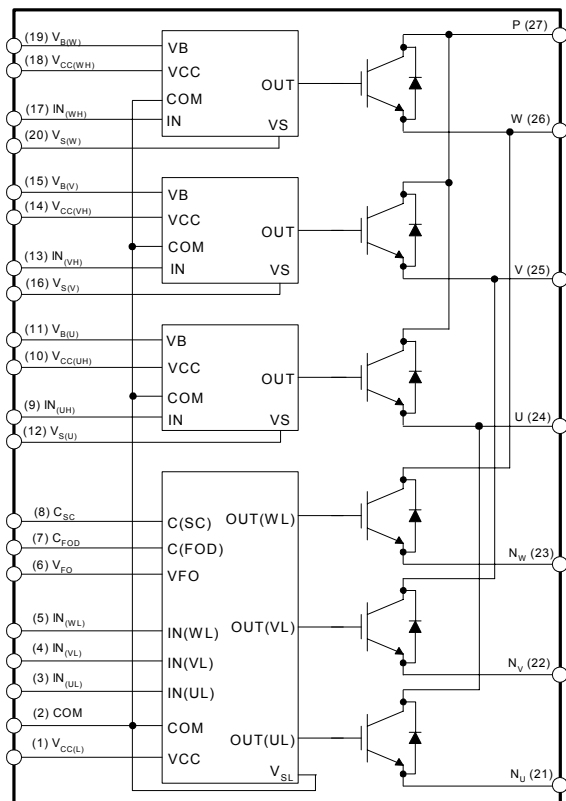 (19) V_B(W)
VB
P (27)
(18) V_CC(WH)
VCC
OUT
COM
(17) IN_(WH)
IN
VS
W (26)
(20) V_S(W)
(15) V_B(V)
VB
(14) V_CC(VH)
VCC
OUT
COM
(13) IN_(VH)
IN
VS
V (25)
(16) V_S(V)
(11) V_B(U)
VB
(10) V_CC(UH)
VCC
OUT
COM
(9) IN_(UH)
IN
VS
U (24)
(12) V_S(U)
(8) C_SC
C(SC)
OUT(WL)
(7) C_FOD
C(FOD)
(6) V_FO
VFO
N_W (23)
(5) IN_(WL)
IN(WL)
OUT(VL)
(4) IN_(VL)
IN(VL)
N_V (22)
(3) IN_(UL)
IN(UL)
(2) COM
COM
OUT(UL)
(1) V_CC(L)
VCC
V_SL
N_U (21)